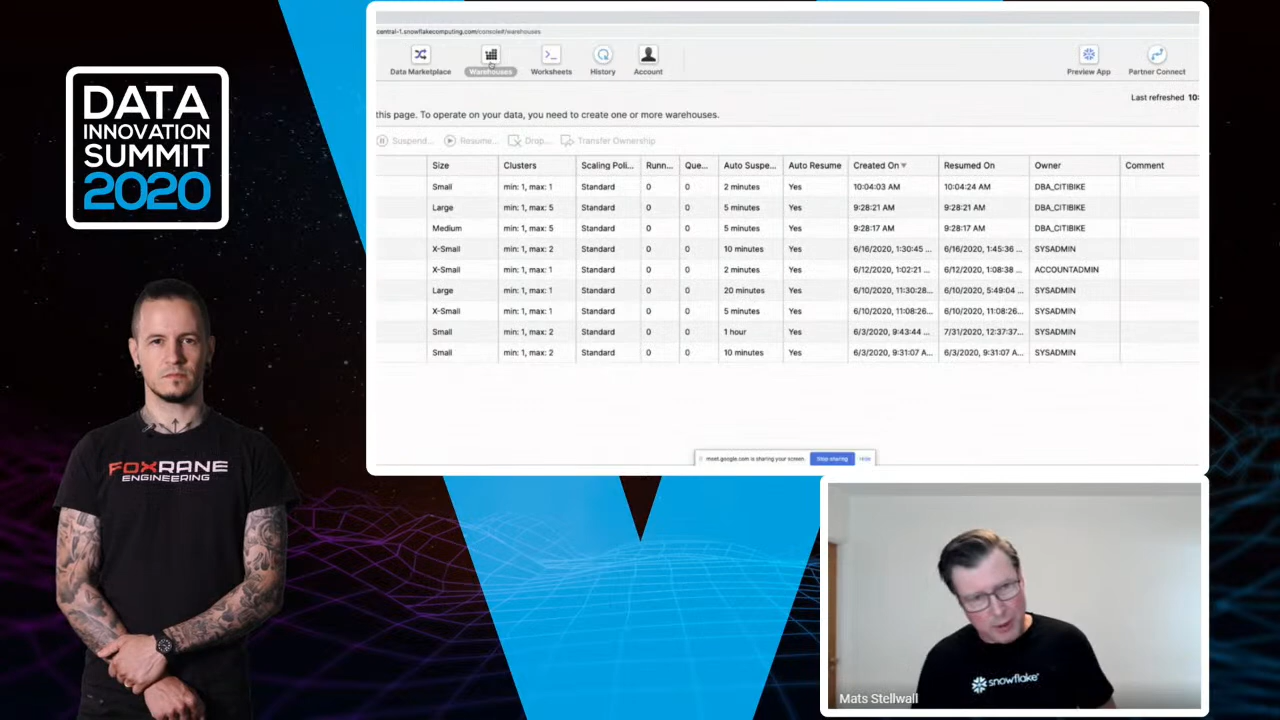 DATA
INNOVATION
SUMMIT
2020
FOXRANE
ENGINEERING
central-1.snowflakecomputing.com/console#/warehouses
Data Marketplace
Warehouses
Worksheets
History
Account
Preview App
Partner Connect
Last refreshed 10:
this page. To operate on your data, you need to create one or more warehouses.
Suspend... Resume... Drop... Transfer Ownership
Size Clusters Scaling Poli... Runn... Que... Auto Suspe... Auto Resume Created On Resumed On Owner Comment
Small min: 1, max: 1 Standard 0 0 2 minutes Yes 10:04:03 AM 10:04:24 AM DBA_CITIBIKE
Large min: 1, max: 5 Standard 0 0 5 minutes Yes 9:28:21 AM 9:28:21 AM DBA_CITIBIKE
Medium min: 1, max: 5 Standard 0 0 5 minutes Yes 9:28:17 AM 9:28:17 AM DBA_CITIBIKE
X-Small min: 1, max: 2 Standard 0 0 10 minutes Yes 6/16/2020, 1:30:45 ... 6/16/2020, 1:45:36 ... SYSADMIN
X-Small min: 1, max: 1 Standard 0 0 2 minutes Yes 6/12/2020, 1:02:21 ... 6/12/2020, 1:08:38 ... ACCOUNTADMIN
Large min: 1, max: 1 Standard 0 0 20 minutes Yes 6/10/2020, 11:30:28... 6/10/2020, 5:49:04 ... SYSADMIN
X-Small min: 1, max: 1 Standard 0 0 5 minutes Yes 6/10/2020, 11:08:26... 6/10/2020, 11:08:26... SYSADMIN
Small min: 1, max: 2 Standard 0 0 1 hour Yes 6/3/2020, 9:43:44 ... 7/31/2020, 12:37:37... SYSADMIN
Small min: 1, max: 2 Standard 0 0 10 minutes Yes 6/3/2020, 9:31:07 A... 6/3/2020, 9:31:07 A... SYSADMIN
meet.google.com is sharing your screen. Stop sharing Hide
snowflake
Mats Stellwall